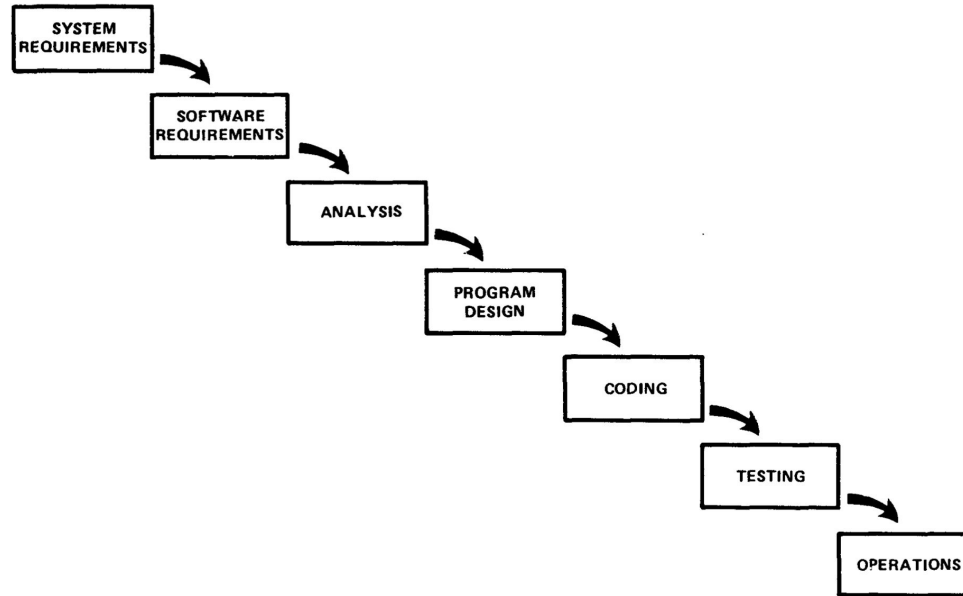 SYSTEM
REQUIREMENTS
SOFTWARE
REQUIREMENTS
ANALYSIS
PROGRAM
DESIGN
CODING
TESTING
OPERATIONS